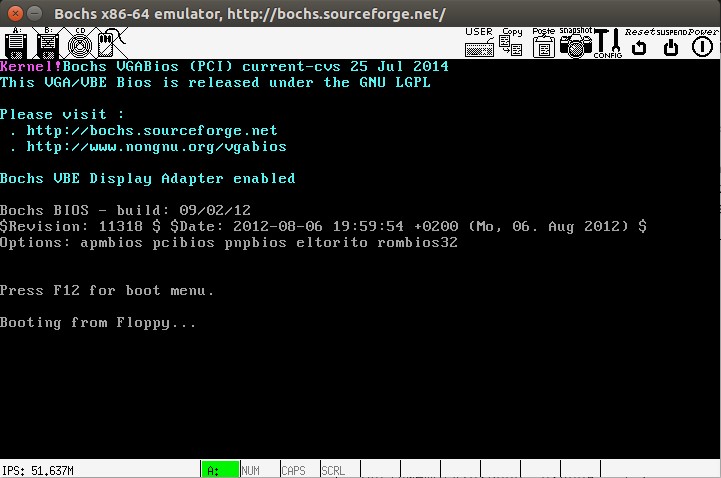 Bochs x86-64 emulator, http://bochs.sourceforge.net/
A: B: CD USER Copy Paste snapshot CONFIG Reset SUSPEND Power
Kernel!Bochs VGABios (PCI) current-cvs 25 Jul 2014
This VGA/VBE Bios is released under the GNU LGPL
Please visit :
. http://bochs.sourceforge.net
. http://www.nongnu.org/vgabios
Bochs VBE Display Adapter enabled
Bochs BIOS - build: 09/02/12
$Revision: 11318 $ $Date: 2012-08-06 19:59:54 +0200 (Mo, 06. Aug 2012) $
Options: apmbios pcibios pnpbios eltorito rombios32
Press F12 for boot menu.
Booting from Floppy...
IPS: 51.637M A: NUM CAPS SCRL